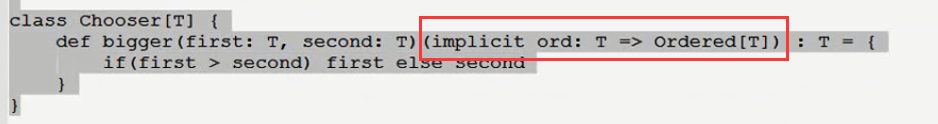 class Chooser[T] {
    def bigger(first: T, second: T)(implicit ord: T => Ordered[T]) : T = {
        if(first > second) first else second
    }
}